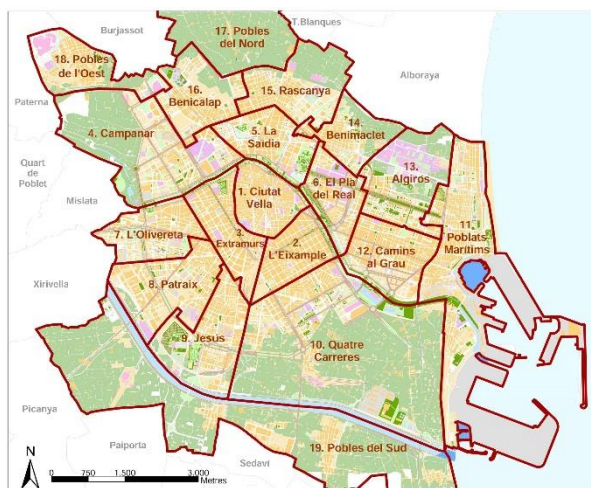 Burjassot
T.Blanques
17. Pobles
del Nord
18. Pobles
de l'Oest
Alboraya
16.
Benicalap
15. Rascanya
Paterna
4. Campanar
5. La
Saïdia
14.
Benimaclet
13.
Algirós
Quart
de
Poblet
Mislata
1. Ciutat
Vella
6. El Pla
del Real
11.
Poblats
Marítims
7. L'Olivereta
3.
Extramurs
2.
L'Eixample
12. Camins
al Grau
Xirivella
8. Patraix
9. Jesús
10. Quatre
Carreres
Picanya
Paiporta
Sedaví
19. Pobles del Sud
N
0 750 1.500 3.000
Metres